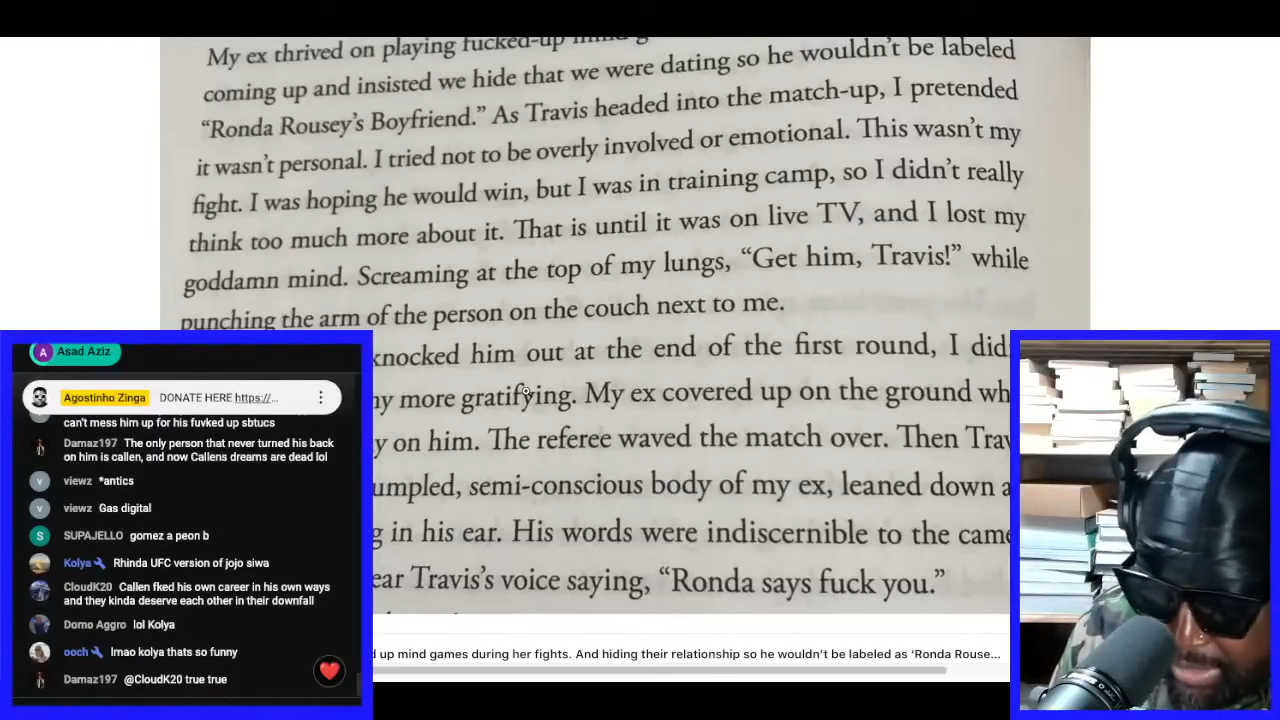 My ex thrived on playing fucked-up mind
coming up and insisted we hide that we were dating so he wouldn't be labeled
“Ronda Rousey's Boyfriend.” As Travis headed into the match-up, I pretended
it wasn't personal. I tried not to be overly involved or emotional. This wasn't my
fight. I was hoping he would win, but I was in training camp, so I didn't really
think too much more about it. That is until it was on live TV, and I lost my
goddamn mind. Screaming at the top of my lungs, “Get him, Travis!” while
punching the arm of the person on the couch next to me.
knocked him out at the end of the first round, I
more gratifying. My ex covered up on the ground
on him. The referee waved the match over. Then
semi-conscious body of my ex, leaned down
in his ear. His words were indiscernible to the
Travis's voice saying, “Ronda says fuck you.”
up mind games during her fights. And hiding their relationship so he wouldn't be labeled as ‘Ronda Rouse...
A Asad Aziz
Agostinho Zinga DONATE HERE https://...
can't mess him up for his fuvked up sbtucs
Damaz197 The only person that never turned his back
on him is callen, and now Callens dreams are dead lol
v viewz *antics
v viewz Gas digital
S SUPAJELLO gomez a peon b
Kolya Rhinda UFC version of jojo siwa
CloudK20 Callen fked his own career in his own ways
and they kinda deserve each other in their downfall
Domo Aggro lol Kolya
ooch lmao kolya thats so funny
Damaz197 @CloudK20 true true